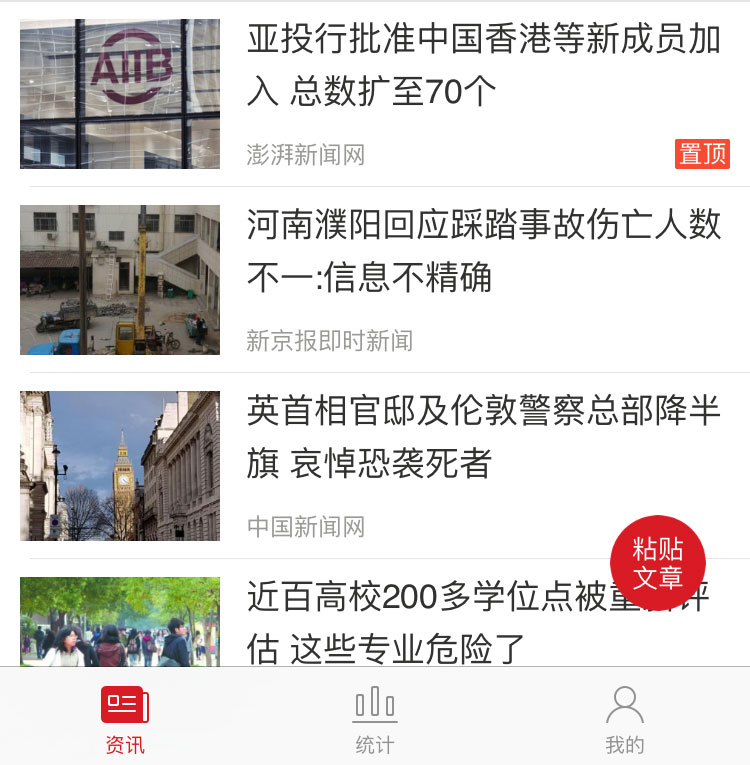 AIIB
亚投行批准中国香港等新成员加
入 总数扩至70个
澎湃新闻网
置顶
河南濮阳回应踩踏事故伤亡人数
不一:信息不精确
新京报即时新闻
英首相官邸及伦敦警察总部降半
旗 哀悼恐袭死者
中国新闻网
粘贴
文章
近百高校200多学位点被重 评
估 这些专业危险了
资讯
统计
我的